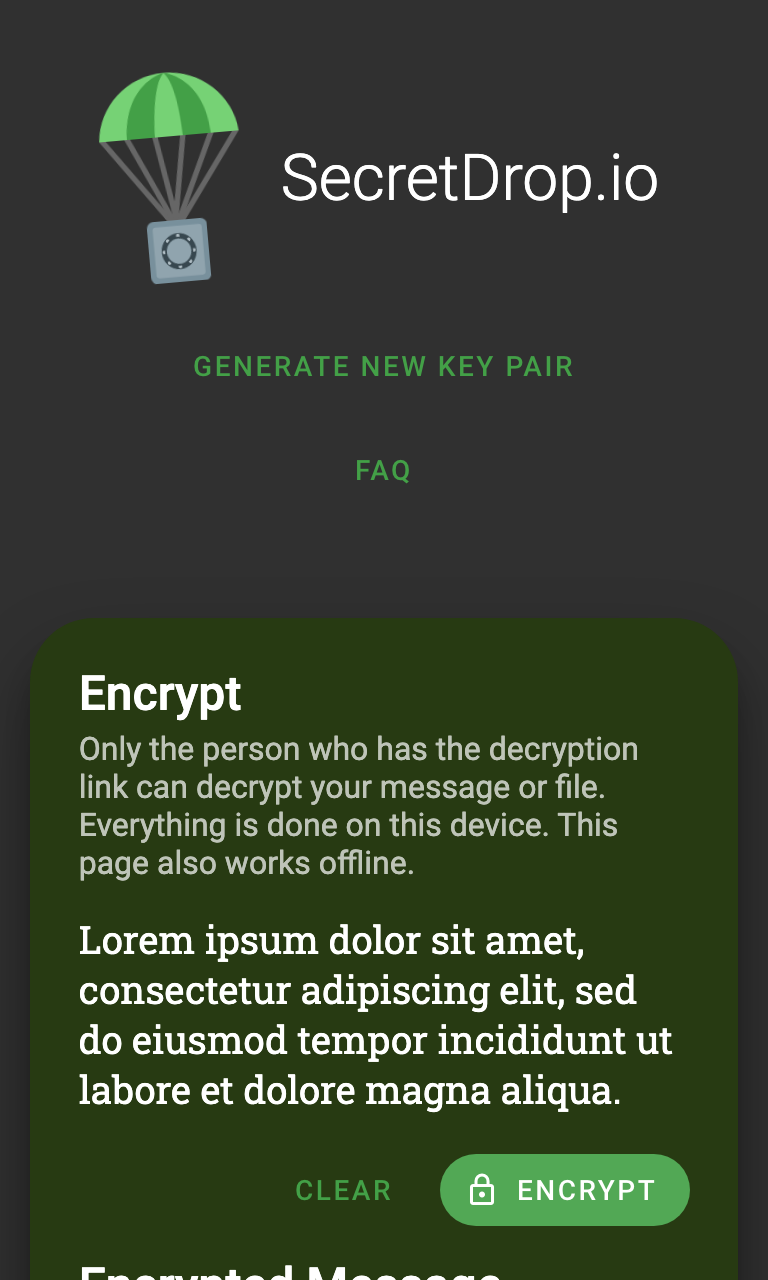 SecretDrop.io
GENERATE NEW KEY PAIR
FAQ
Encrypt
Only the person who has the decryption
link can decrypt your message or file.
Everything is done on this device. This
page also works offline.
Lorem ipsum dolor sit amet,
consectetur adipiscing elit, sed
do eiusmod tempor incididunt ut
labore et dolore magna aliqua.
CLEAR
ENCRYPT
Encrypted Message